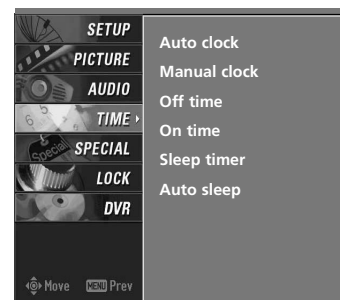 SETUP
PICTURE
AUDIO
TIME
SPECIAL
LOCK
DVR
Move MENU Prev
Auto clock
Manual clock
Off time
On time
Sleep timer
Auto sleep